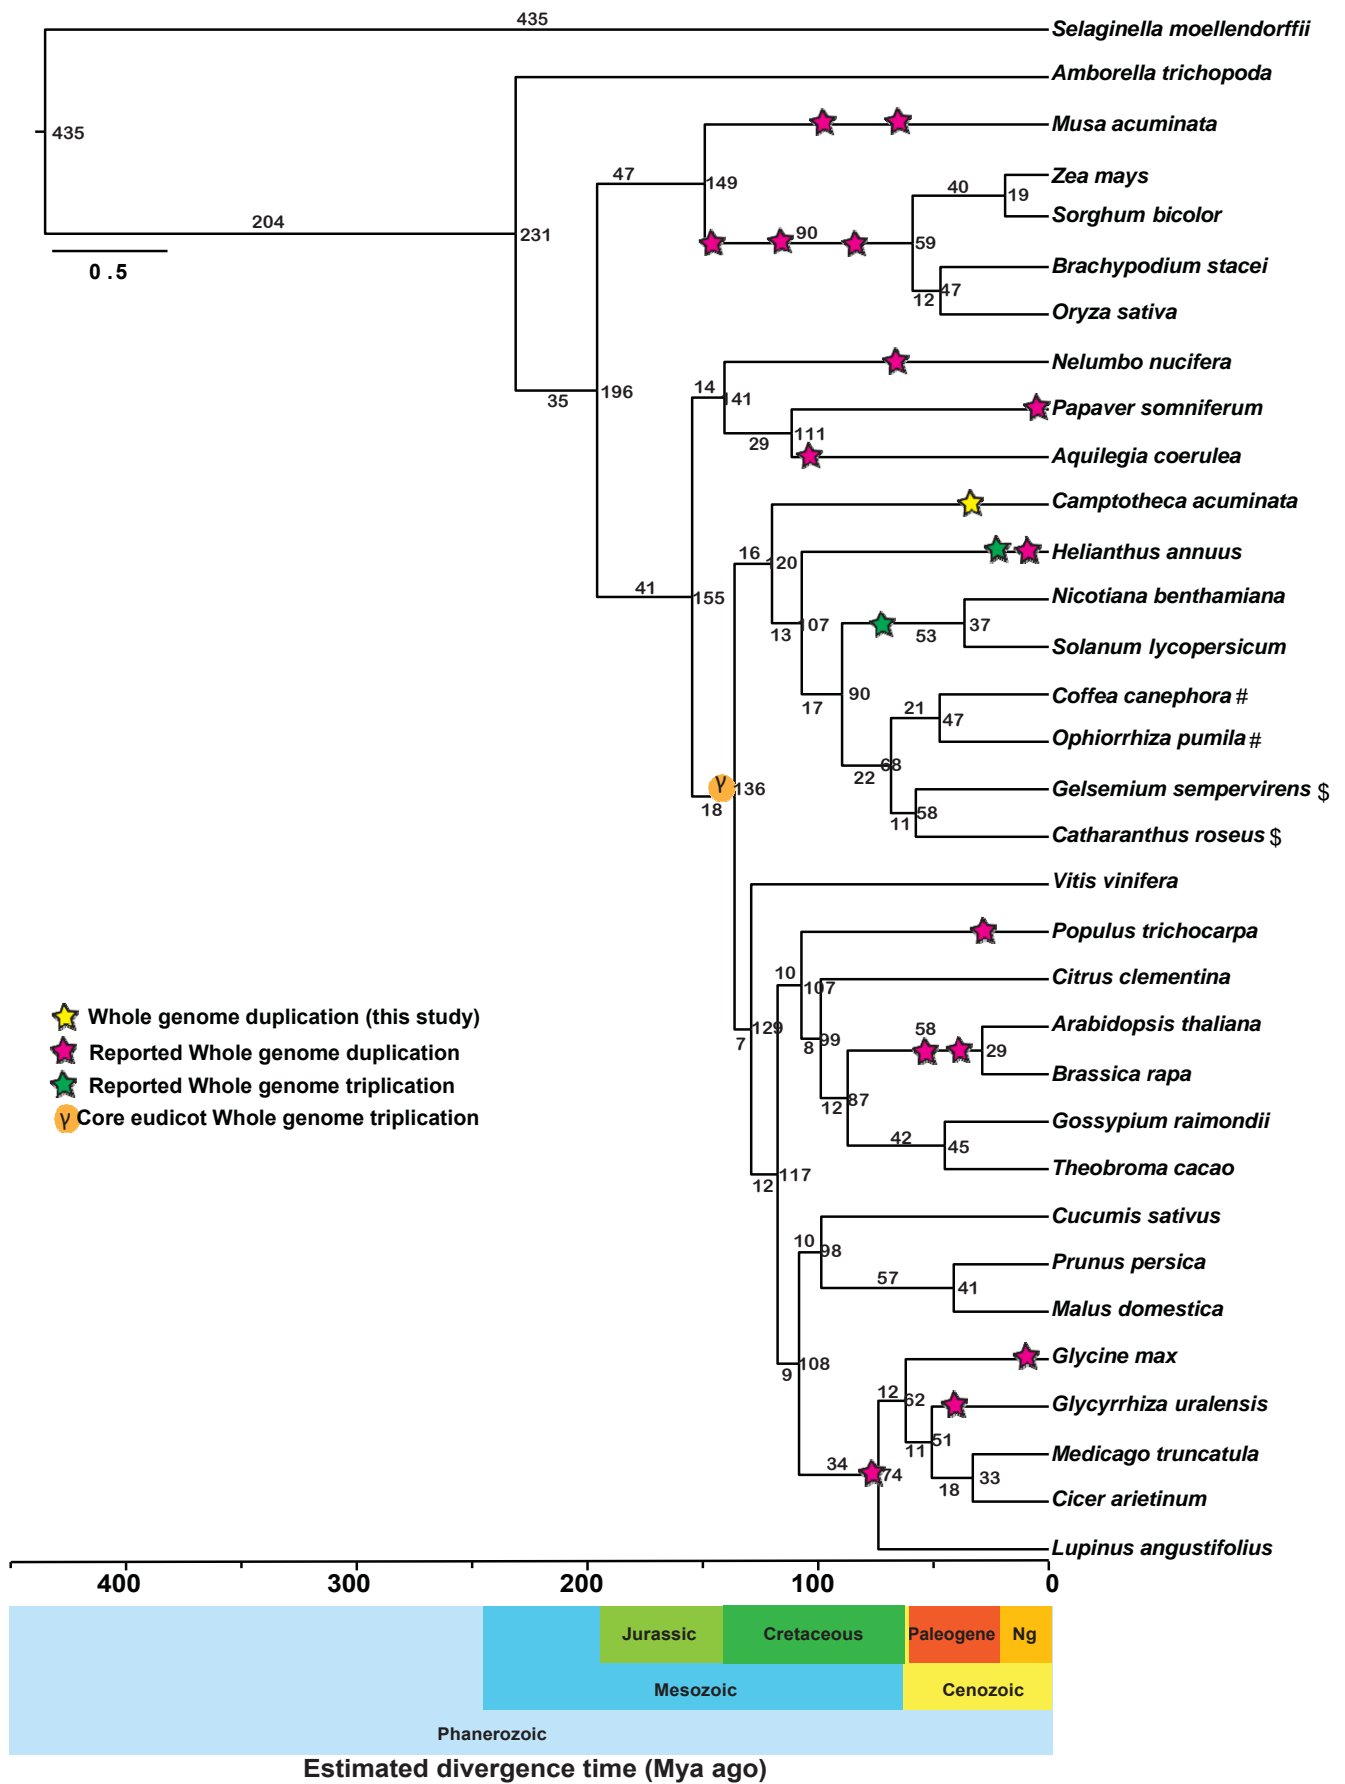 435
Selaginella moellendorffii
Amborella trichopoda
Musa acuminata
435
47
149
Zea mays
40
19
Sorghum bicolor
204
231
90
59
0 .5
Brachypodium stacei
12
47
Oryza sativa
Nelumbo nucifera
35
196
14
141
Papaver somniferum
29
111
Aquilegia coerulea
Camptotheca acuminata
16
120
Helianthus annuus
41
155
Nicotiana benthamiana
13
107
53
37
Solanum lycopersicum
17
90
Coffea canephora #
21
47
Ophiorrhiza pumila #
22
68
γ
136
18
Gelsemium sempervirens $
11
58
Catharanthus roseus $
Vitis vinifera
Populus trichocarpa
10
107
Citrus clementina
7
129
8
99
58
Arabidopsis thaliana
29
Brassica rapa
12
87
Gossypium raimondii
42
45
Theobroma cacao
12
117
Cucumis sativus
10
98
Prunus persica
57
41
Malus domestica
9
108
Glycine max
12
62
Glycyrrhiza uralensis
11
51
Medicago truncatula
34
74
18
33
Cicer arietinum
Lupinus angustifolius
Whole genome duplication (this study)
Reported Whole genome duplication
Reported Whole genome triplication
γ Core eudicot Whole genome triplication
400 300 200 100 0
Jurassic Cretaceous Paleogene Ng
Mesozoic Cenozoic
Phanerozoic
Estimated divergence time (Mya ago)